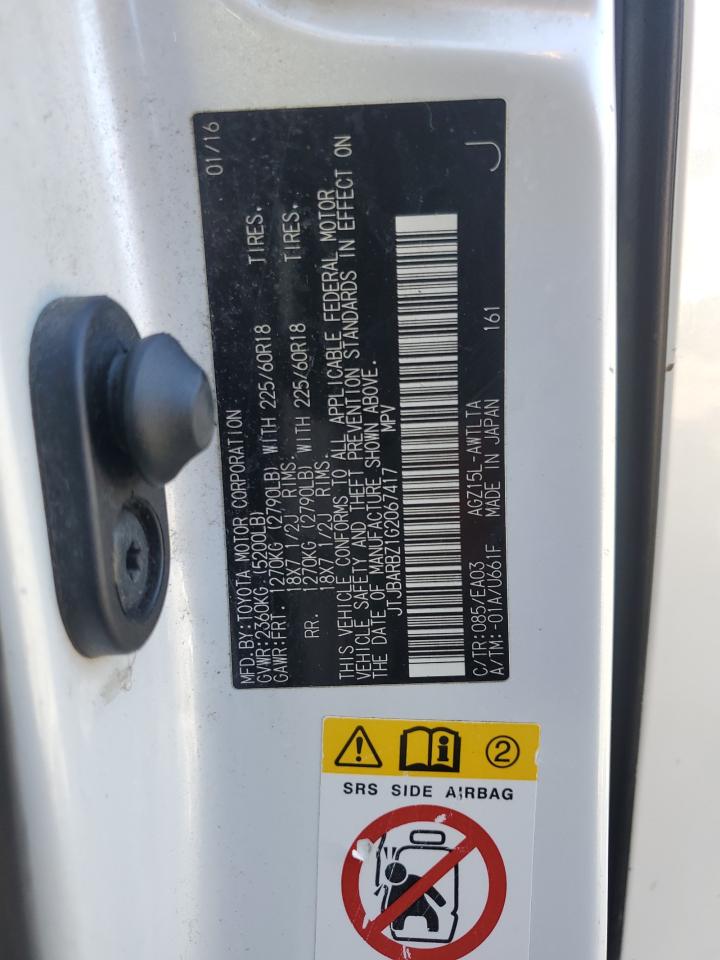 MFD.BY:TOYOTA MOTOR CORPORATION 01/16
GVWR:2360KG (5200LB)
GAWR:FRT. 1270KG (2790LB) WITH 225/60R18 TIRES.
18X7 1/2J RIMS.
RR. 1270KG (2790LB) WITH 225/60R18 TIRES.
18X7 1/2J RIMS.
THIS VEHICLE CONFORMS TO ALL APPLICABLE FEDERAL MOTOR
VEHICLE SAFETY AND THEFT PREVENTION STANDARDS IN EFFECT ON
THE DATE OF MANUFACTURE SHOWN ABOVE.
JTJBARBZ1G2067417 MPV
C/TR:085/EA03 AGZ15L-AWTLTA J
A/TM:-01A/U661F MADE IN JAPAN 161
2
SRS SIDE AIRBAG